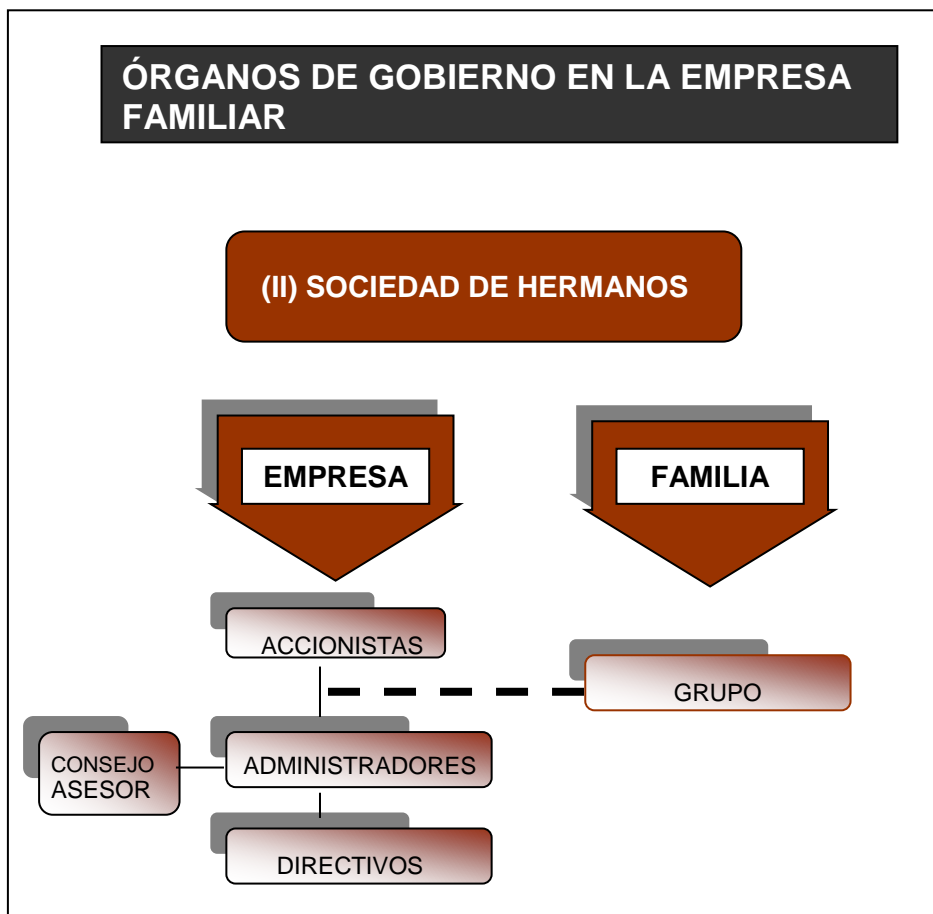 ÓRGANOS DE GOBIERNO EN LA EMPRESA
FAMILIAR
(II) SOCIEDAD DE HERMANOS
EMPRESA
FAMILIA
ACCIONISTAS
GRUPO
CONSEJO
ASESOR
ADMINISTRADORES
DIRECTIVOS